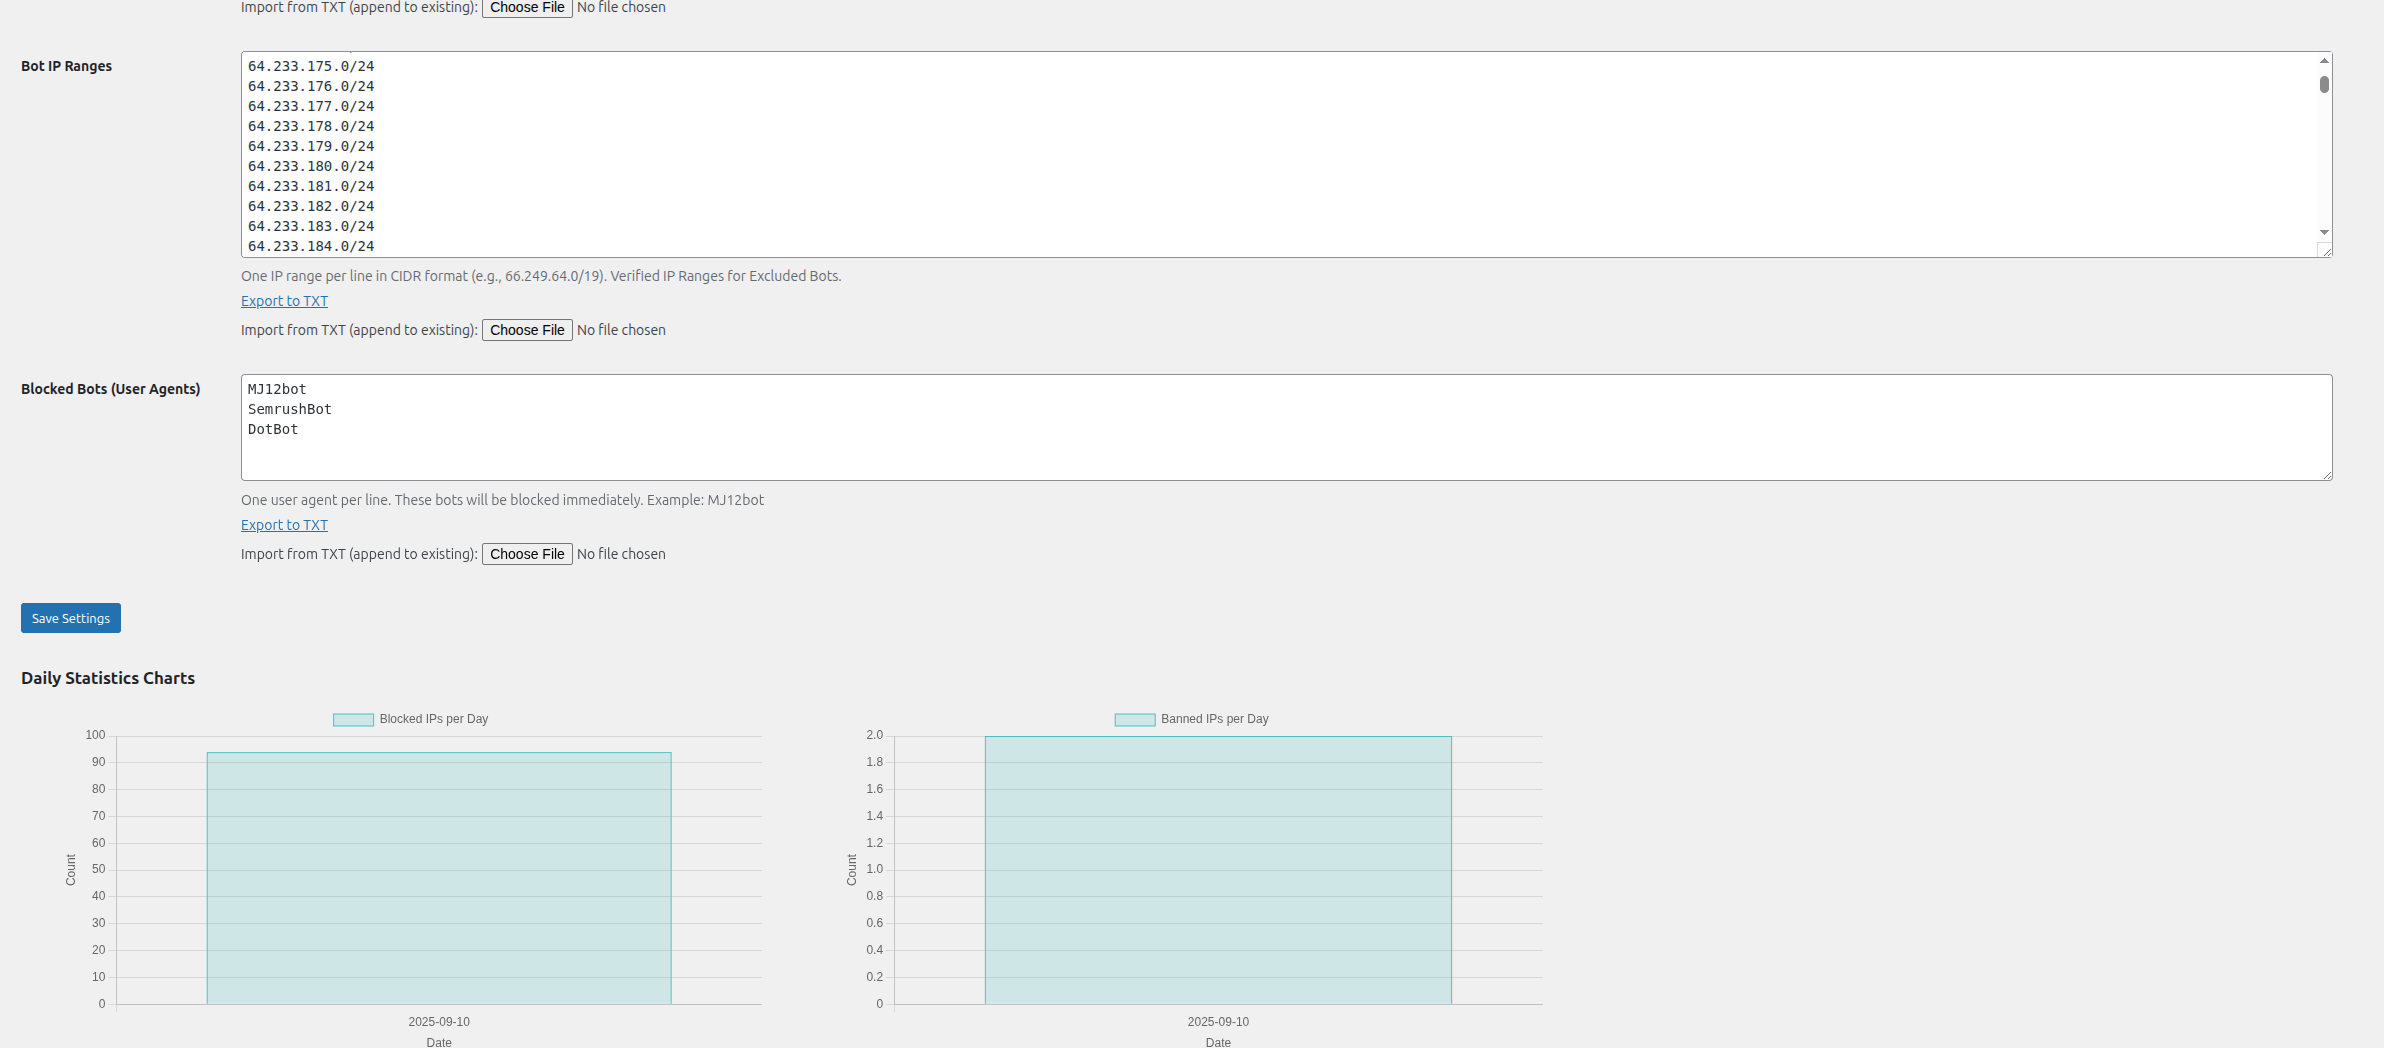 Import from TXT (append to existing): Choose File No file chosen
Bot IP Ranges
64.233.175.0/24
64.233.176.0/24
64.233.177.0/24
64.233.178.0/24
64.233.179.0/24
64.233.180.0/24
64.233.181.0/24
64.233.182.0/24
64.233.183.0/24
64.233.184.0/24
One IP range per line in CIDR format (e.g., 66.249.64.0/19). Verified IP Ranges for Excluded Bots.
Export to TXT
Import from TXT (append to existing): Choose File No file chosen
Blocked Bots (User Agents)
MJ12bot
SemrushBot
DotBot
One user agent per line. These bots will be blocked immediately. Example: MJ12bot
Export to TXT
Import from TXT (append to existing): Choose File No file chosen
Save Settings
Daily Statistics Charts
Blocked IPs per Day
100
90
80
70
60
50
40
30
20
10
0
Count
2025-09-10
Date
Banned IPs per Day
2.0
1.8
1.6
1.4
1.2
1.0
0.8
0.6
0.4
0.2
0
Count
2025-09-10
Date